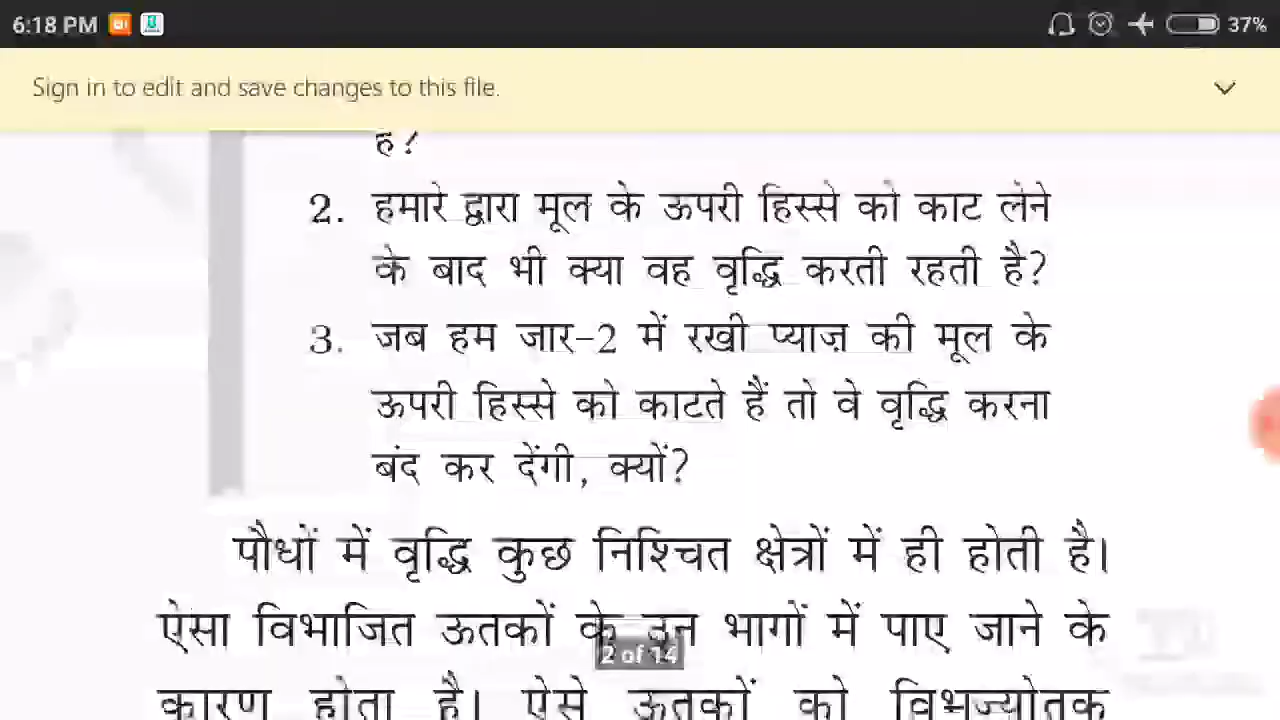 6:18 PM 37%
Sign in to edit and save changes to this file.
है?
2. हमारे द्वारा मूल के ऊपरी हिस्से को काट लेने
के बाद भी क्या वह वृद्धि करती रहती है?
3. जब हम जार-2 में रखी प्याज़ की मूल के
ऊपरी हिस्से को काटते हैं तो वे वृद्धि करना
बंद कर देंगी, क्यों?
पौधों में वृद्धि कुछ निश्चित क्षेत्रों में ही होती है।
ऐसा विभाजित ऊतकों के उन भागों में पाए जाने के
2 of 14
कारण होता है। ऐसे ऊतकों को विभज्योतक